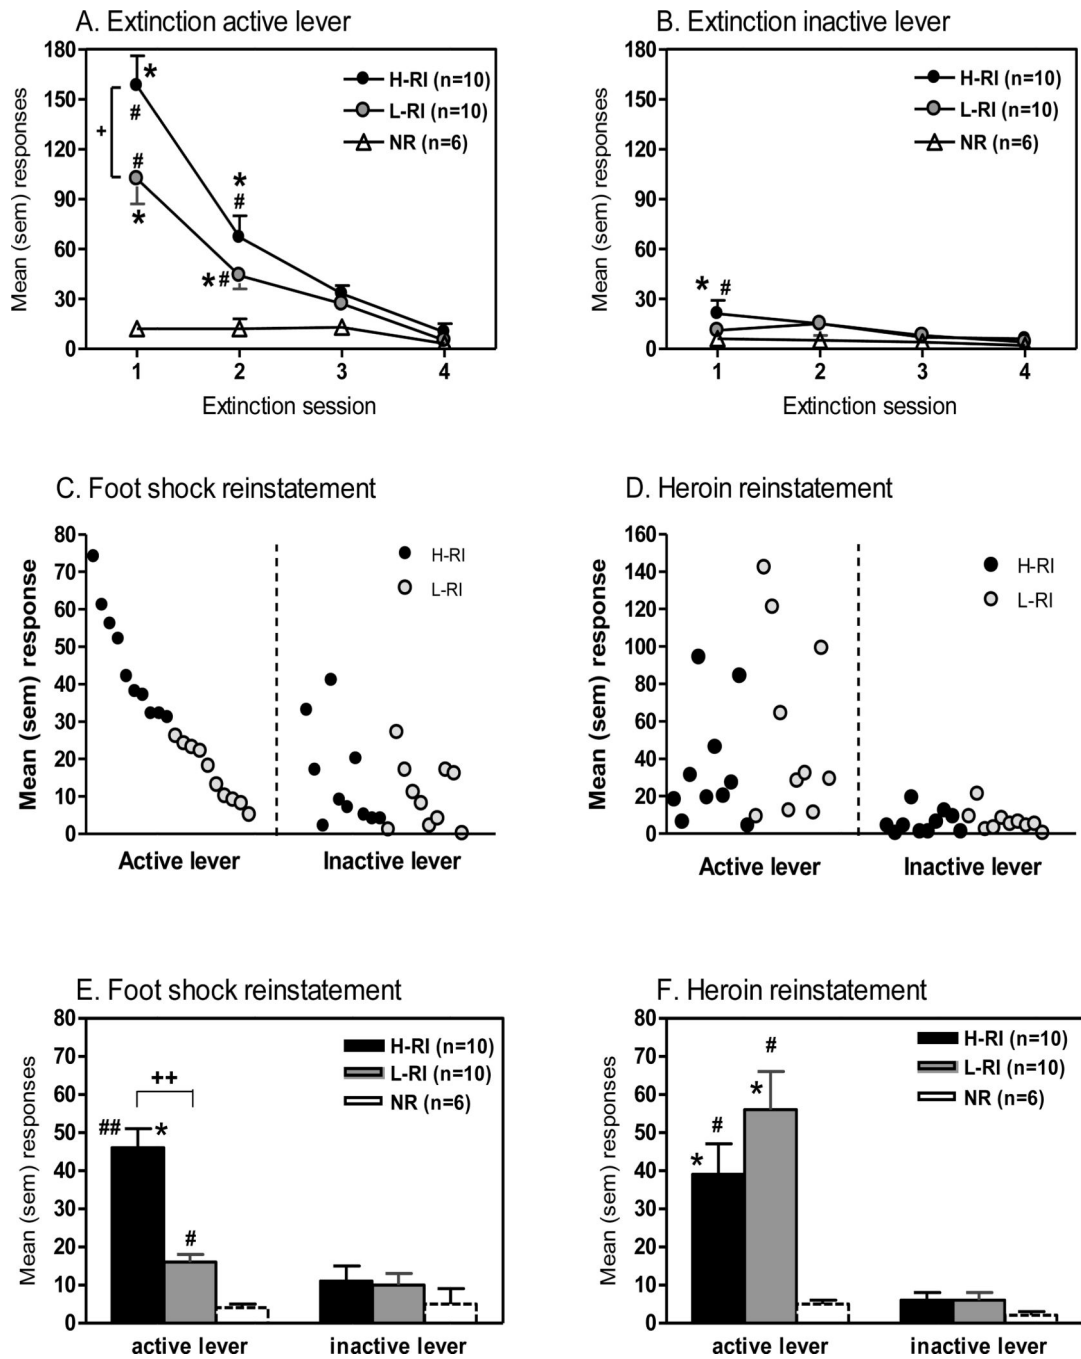 A. Extinction active lever
Mean (sem) responses
180
150
120
90
60
30
0
H-RI (n=10)
L-RI (n=10)
NR (n=6)
*
#
+
#
*
*
#
* #
1 2 3 4
Extinction session
B. Extinction inactive lever
Mean (sem) responses
180
150
120
90
60
30
0
H-RI (n=10)
L-RI (n=10)
NR (n=6)
* #
1 2 3 4
Extinction session
C. Foot shock reinstatement
Mean (sem) response
80
70
60
50
40
30
20
10
0
H-RI
L-RI
Active lever Inactive lever
D. Heroin reinstatement
Mean (sem) response
160
140
120
100
80
60
40
20
0
H-RI
L-RI
Active lever Inactive lever
E. Foot shock reinstatement
Mean (sem) responses
80
70
60
50
40
30
20
10
0
H-RI (n=10)
L-RI (n=10)
NR (n=6)
++
## *
#
active lever inactive lever
F. Heroin reinstatement
Mean (sem) responses
80
70
60
50
40
30
20
10
0
H-RI (n=10)
L-RI (n=10)
NR (n=6)
#
*
#
*
active lever inactive lever